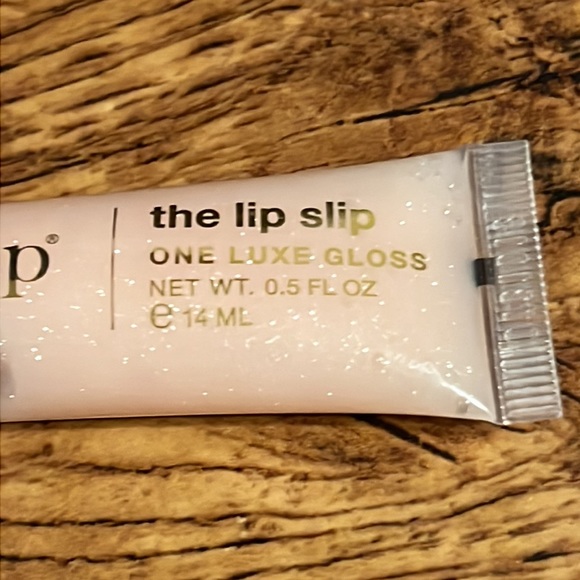 p®
the lip slip
ONE LUXE GLOSS
NET WT. 0.5 FL OZ
e 14 ML